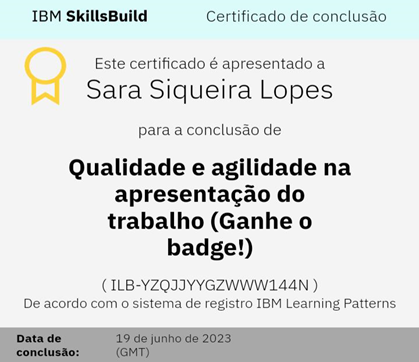 IBM SkillsBuild Certificado de conclusão
Este certificado é apresentado a
Sara Siqueira Lopes
para a conclusão de
Qualidade e agilidade na
apresentação do
trabalho (Ganhe o
badge!)
( ILB-YZQJJYYGZWWW144N )
De acordo com o sistema de registro IBM Learning Patterns
Data de 19 de junho de 2023
conclusão: (GMT)